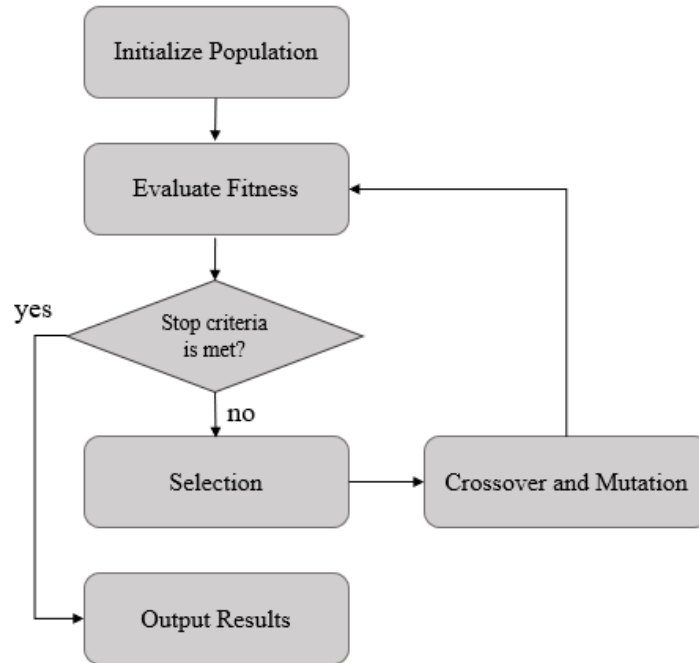 Initialize Population
Evaluate Fitness
yes
Stop criteria
is met?
no
Selection
Crossover and Mutation
Output Results